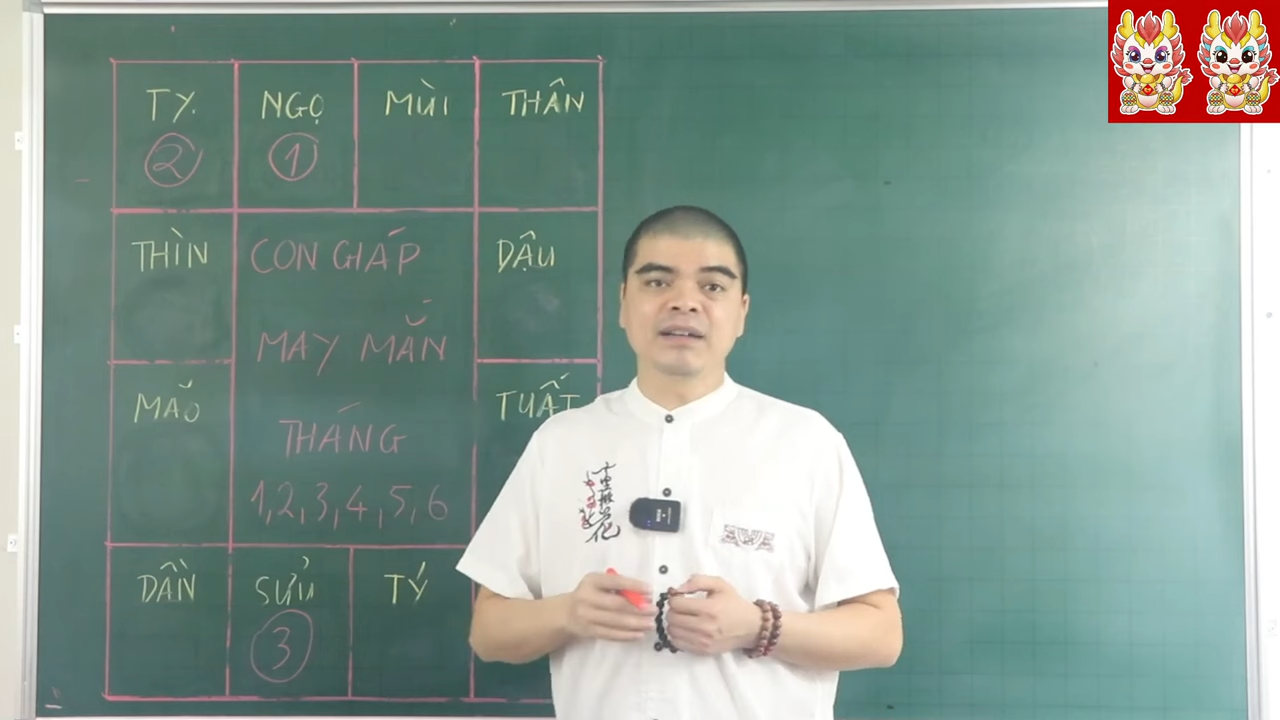 TỴ NGỌ MÙI THÂN
2 1
THÌN CON GIÁP DẬU
MAY MẮN
MÃO TUẤT
THÁNG
1,2,3,4,5,6
DẦN SỬU TÝ
3